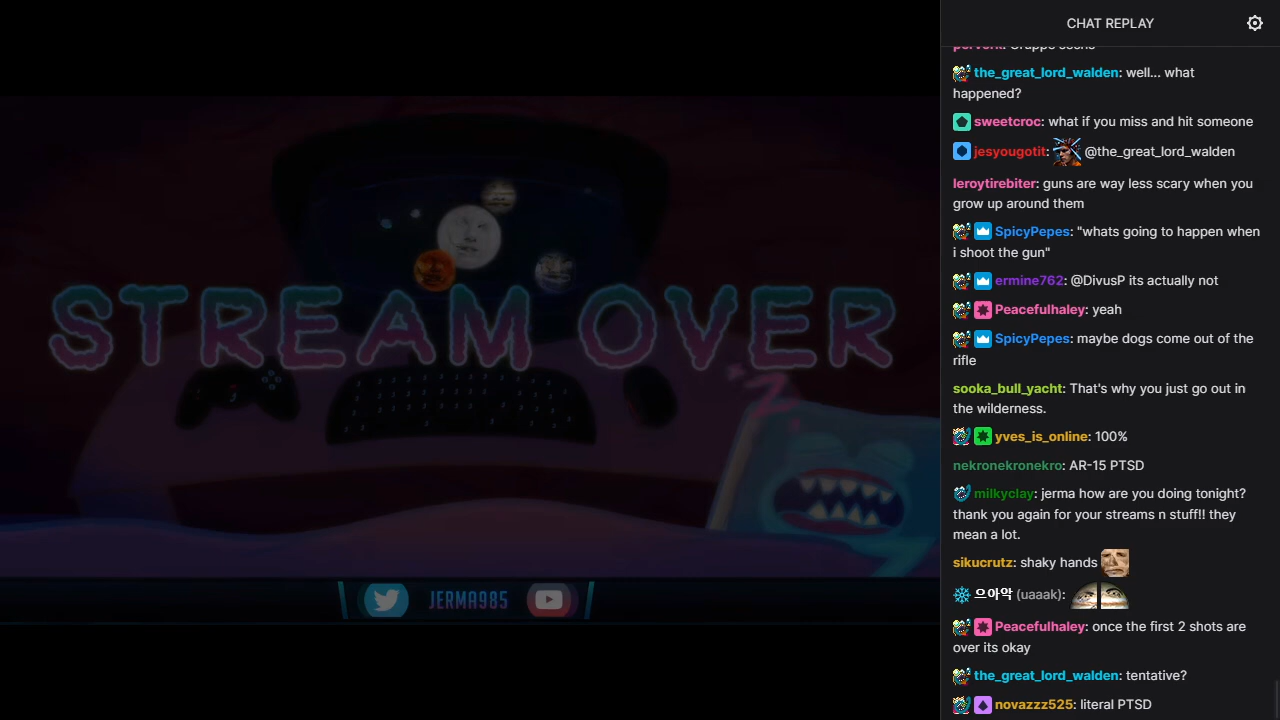 STREAM OVER
JERMA985
CHAT REPLAY
the_great_lord_walden: well... what
happened?
sweetcroc: what if you miss and hit someone
jesyougotit: @the_great_lord_walden
leroytirebiter: guns are way less scary when you
grow up around them
SpicyPepes: "whats going to happen when
i shoot the gun"
ermine762: @DivusP its actually not
Peacefulhaley: yeah
SpicyPepes: maybe dogs come out of the
rifle
sooka_bull_yacht: That's why you just go out in
the wilderness.
yves_is_online: 100%
nekronekronekro: AR-15 PTSD
milkyclay: jerma how are you doing tonight?
thank you again for your streams n stuff!! they
mean a lot.
sikucrutz: shaky hands
으아악 (uaaak):
Peacefulhaley: once the first 2 shots are
over its okay
the_great_lord_walden: tentative?
novazzz525: literal PTSD